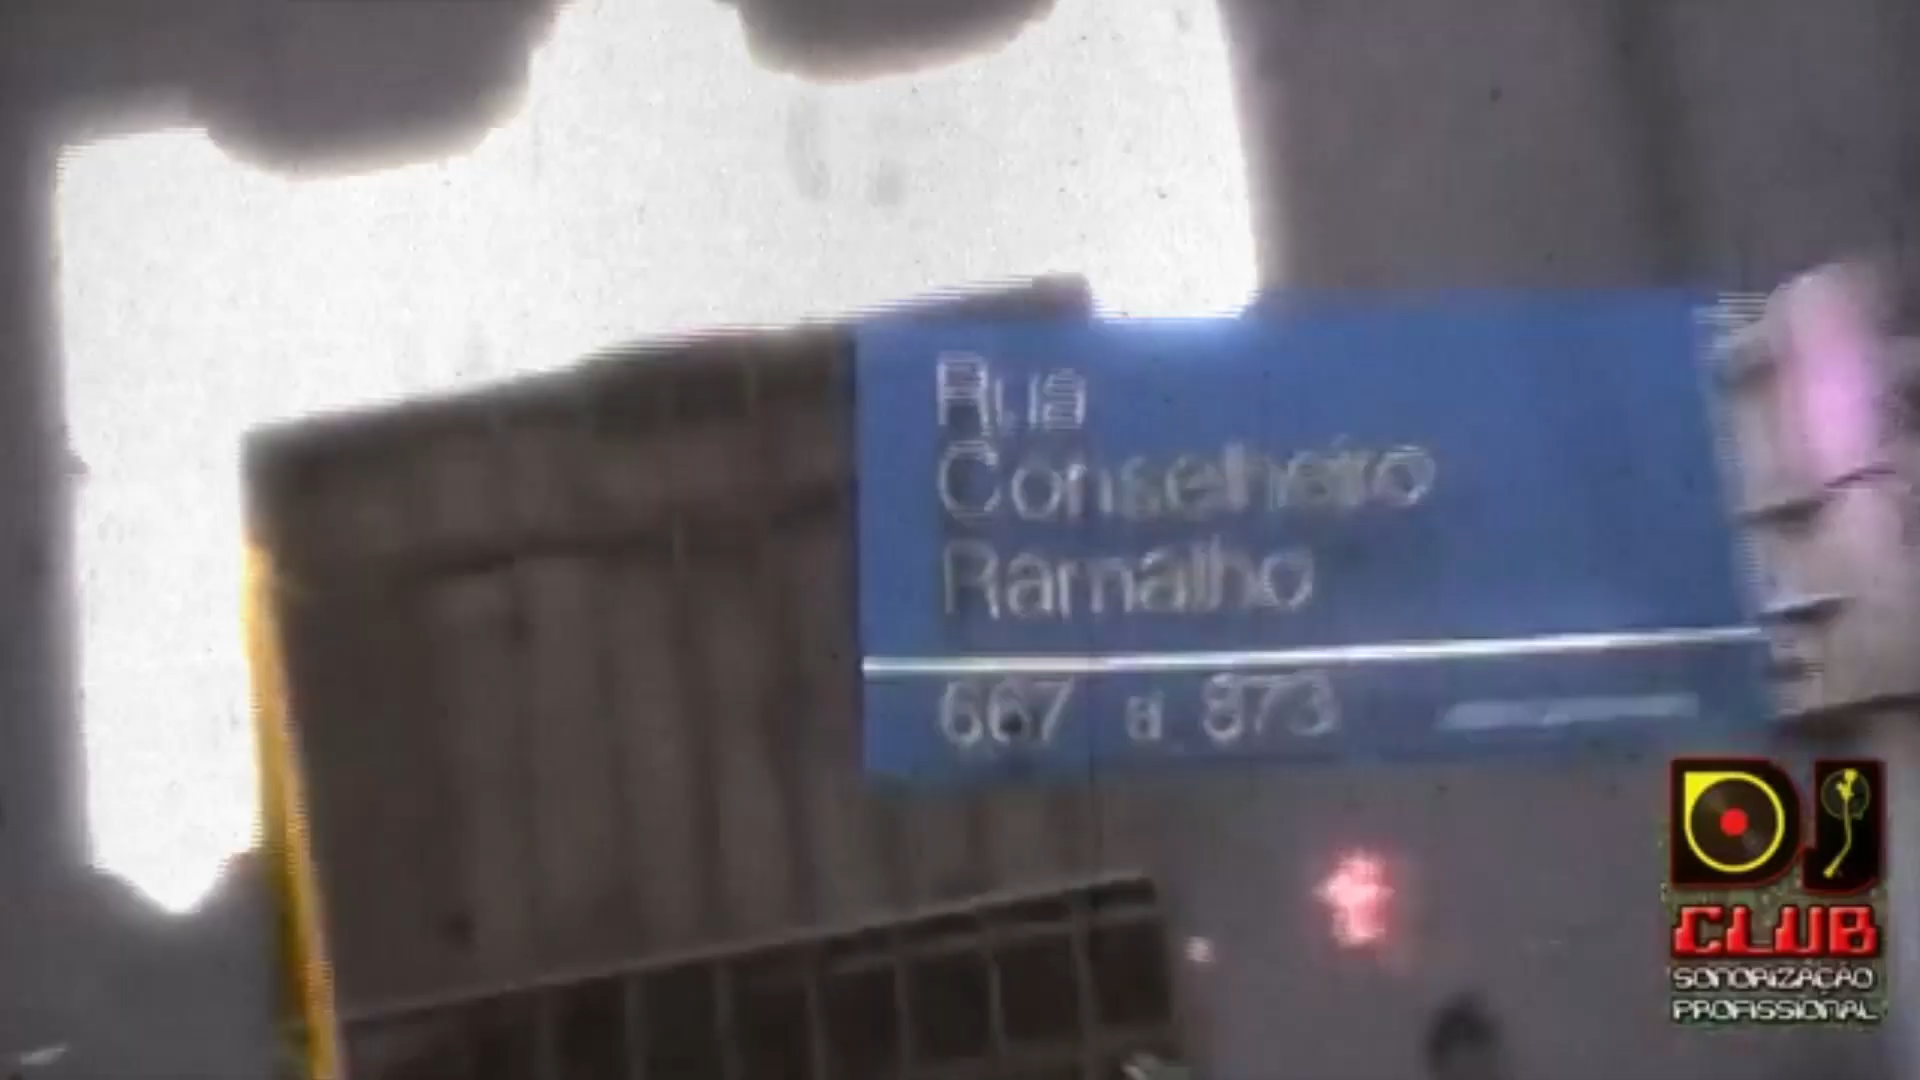 Rua
Conselheiro
Ramalho
667 a 873
DJ
CLUB
SONORIZAÇÃO
PROFISSIONAL